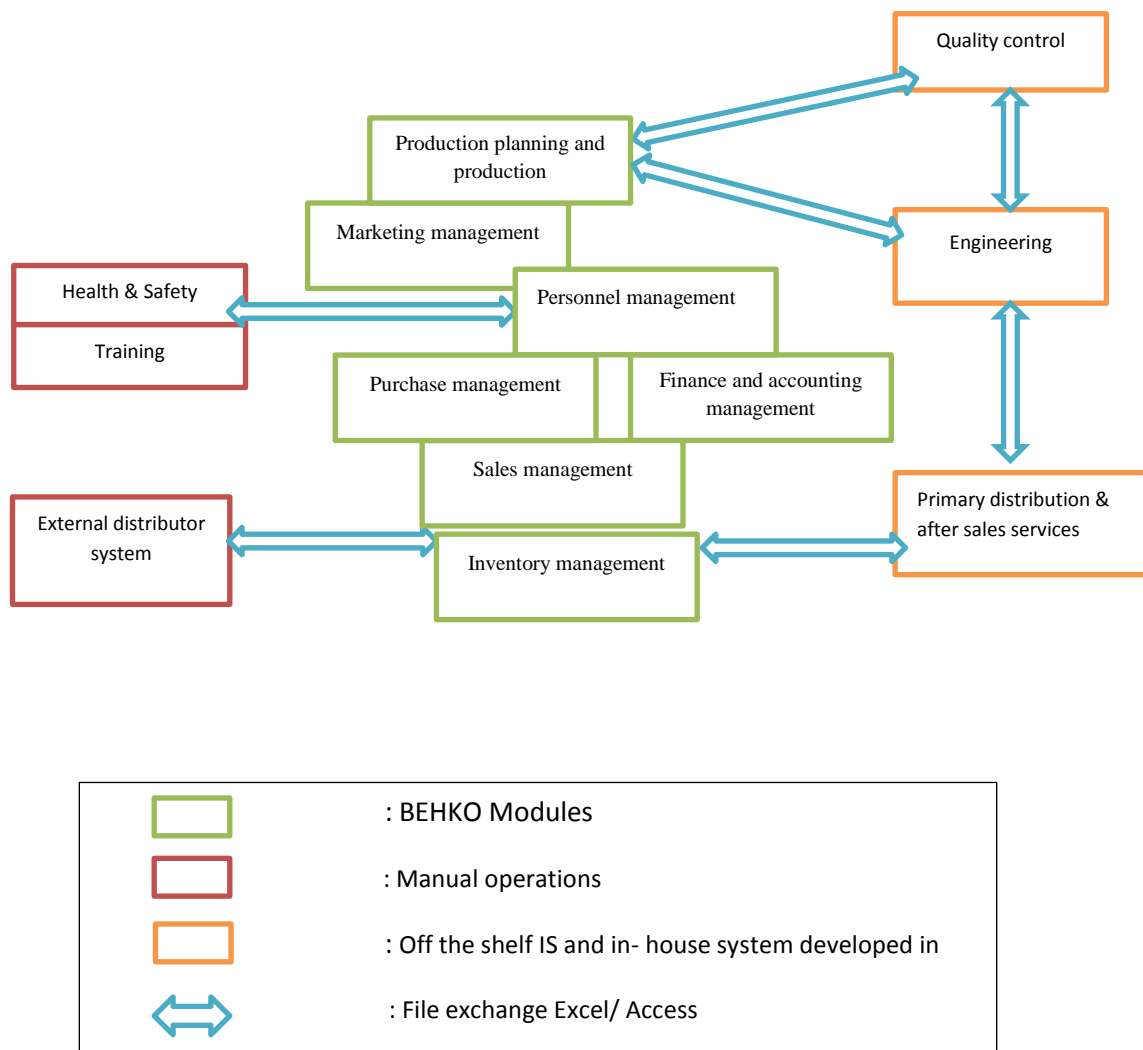 Quality control
Production planning and
production
Marketing management
Engineering
Health & Safety
Personnel management
Training
Purchase management
Finance and accounting
management
Sales management
External distributor
system
Primary distribution &
after sales services
Inventory management
: BEHKO Modules
: Manual operations
: Off the shelf IS and in- house system developed in
: File exchange Excel/ Access